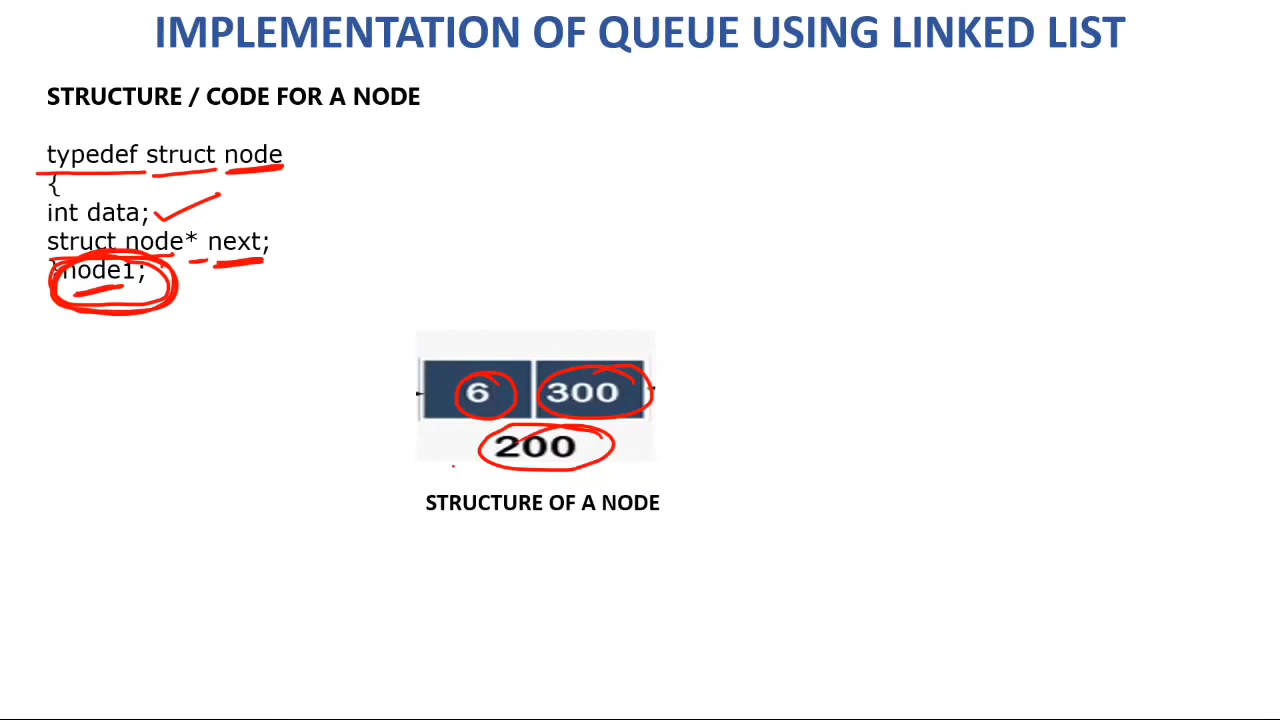 IMPLEMENTATION OF QUEUE USING LINKED LIST
STRUCTURE / CODE FOR A NODE
typedef struct node
{
int data;
struct node* next;
}node1;
6 300
200
STRUCTURE OF A NODE